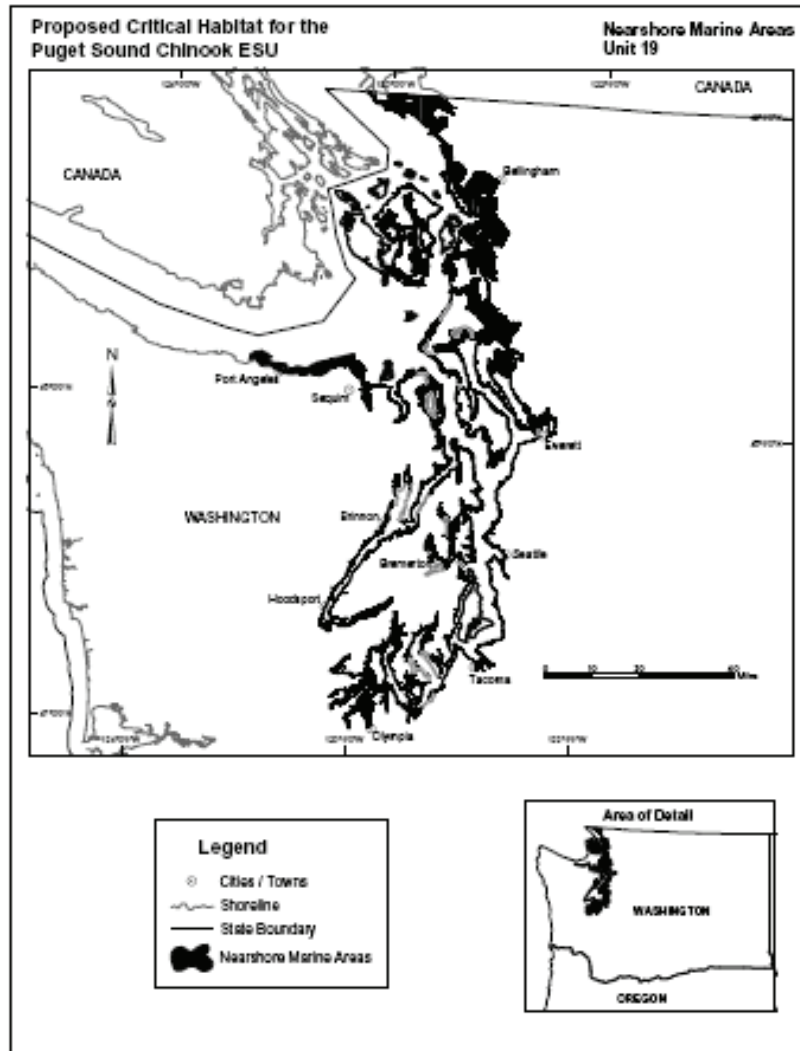 Proposed Critical Habitat for the
Puget Sound Chinook ESU
Nearshore Marine Areas
Unit 19
CANADA
CANADA
Bellingham
N
Port Angeles
Sequim
Everett
WASHINGTON
Brinnon
Seattle
Bremerton
Hoodsport
Tacoma
Miles
Olympia
Legend
Cities / Towns
Shoreline
State Boundary
Nearshore Marine Areas
Area of Detail
WASHINGTON
OREGON